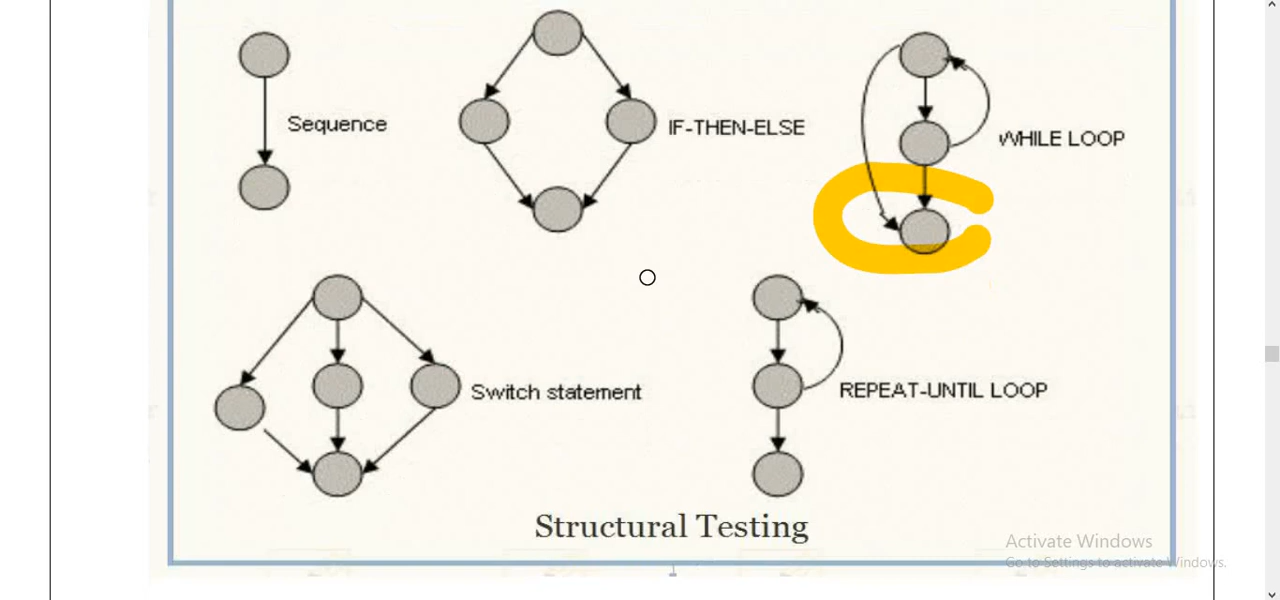 Sequence
IF-THEN-ELSE
WHILE LOOP
Switch statement
REPEAT-UNTIL LOOP
Structural Testing
Activate Windows
Go to Settings to activate Windows.